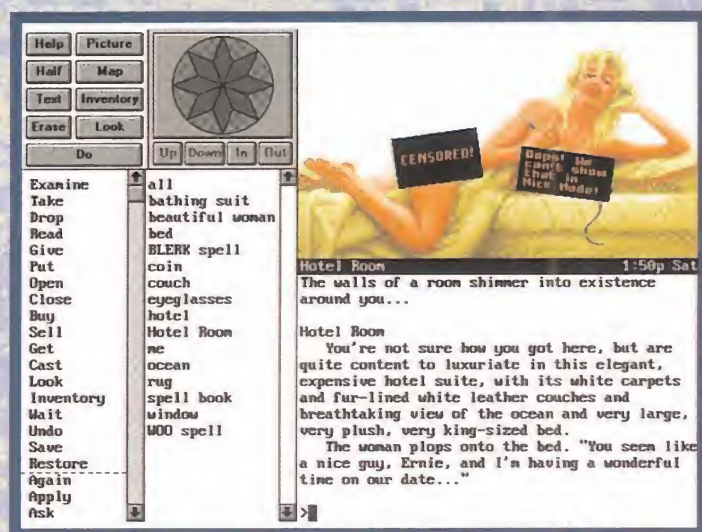 Help Picture
Half Map
Text Inventory
Erase Look
Do
Up Down In Out
Examine
Take
Drop
Read
Give
Put
Open
Close
Buy
Sell
Get
Cast
Look
Inventory
Wait
Undo
Save
Restore
Again
Apply
Ask
all
bathing suit
beautiful woman
bed
BLERK spell
coin
couch
eyeglasses
hotel
Hotel Room
me
ocean
rug
spell book
window
WOO spell
CENSORED!
Oops! We
can't show
that in
Nice Mode!
Hotel Room 1:50p Sat
The walls of a room shimmer into existence
around you...
Hotel Room
You're not sure how you got here, but are
quite content to luxuriate in this elegant,
expensive hotel suite, with its white carpets
and fur-lined white leather couches and
breathtaking view of the ocean and very large,
very plush, very king-sized bed.
The woman plops onto the bed. "You seem like
a nice guy, Ernie, and I'm having a wonderful
time on our date..."
>